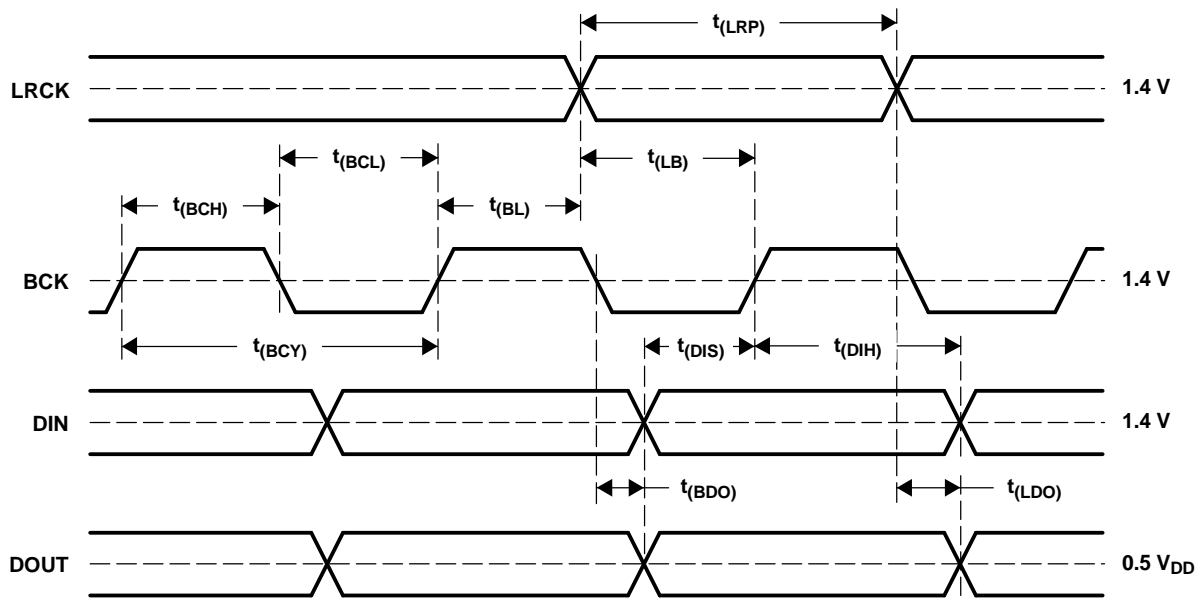 t(LRP)
LRCK
1.4 V
t(BCL)
t(LB)
t(BCH)
t(BL)
BCK
1.4 V
t(BCY)
t(DIS)
t(DIH)
DIN
1.4 V
t(BDO)
t(LDO)
DOUT
0.5 VDD